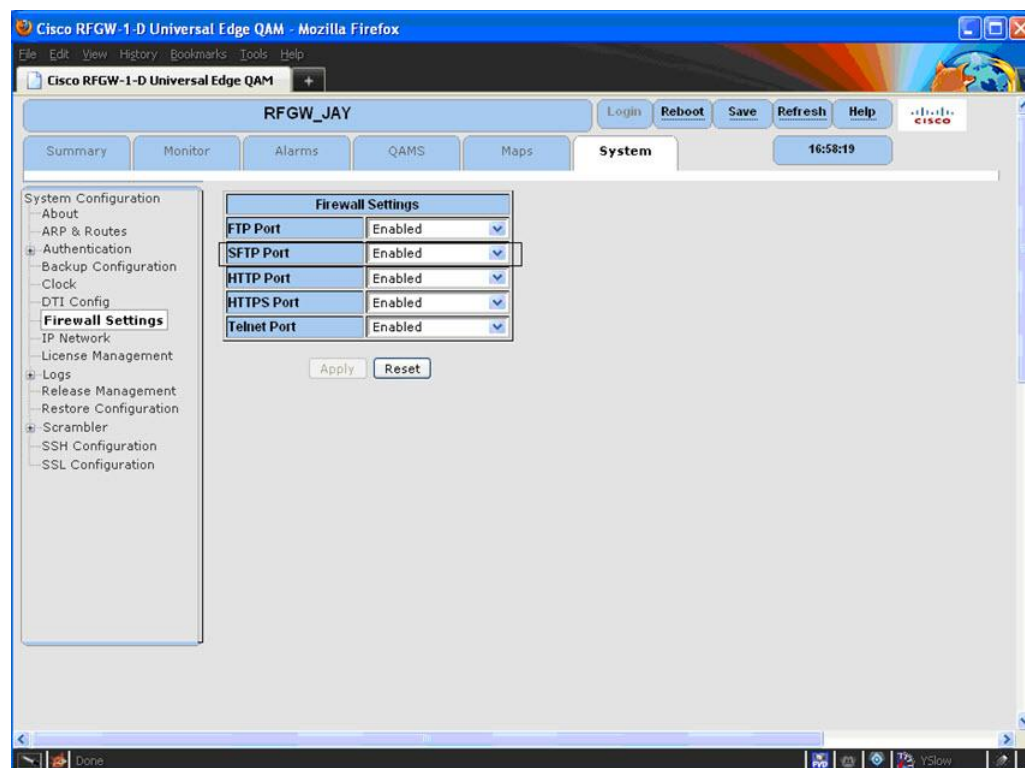 Cisco RFGW-1-D Universal Edge QAM - Mozilla Firefox
File Edit View History Bookmarks Tools Help
Cisco RFGW-1-D Universal Edge QAM +
RFGW_JAY
Login Reboot Save Refresh Help
CISCO
Summary Monitor Alarms QAMS Maps System 16:58:19
System Configuration
About
ARP & Routes
Authentication
Backup Configuration
Clock
DTI Config
Firewall Settings
IP Network
License Management
Logs
Release Management
Restore Configuration
Scrambler
SSH Configuration
SSL Configuration
Firewall Settings
FTP Port Enabled
SFTP Port Enabled
HTTP Port Enabled
HTTPS Port Enabled
Telnet Port Enabled
Apply Reset
Done
PVD
YSlow